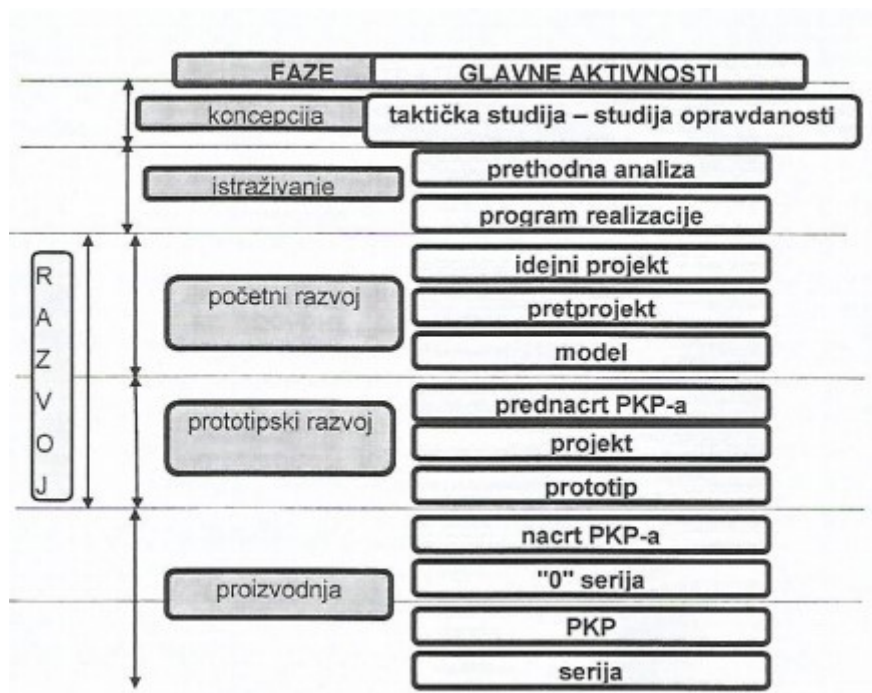 FAZE GLAVNE AKTIVNOSTI
koncepcija taktička studija – studija opravdanosti
istraživanje prethodna analiza
program realizacije
RAZVOJ
početni razvoj idejni projekt
pretprojekt
model
prototipski razvoj prednacrt PKP-a
projekt
prototip
proizvodnja nacrt PKP-a
"0" serija
PKP
serija